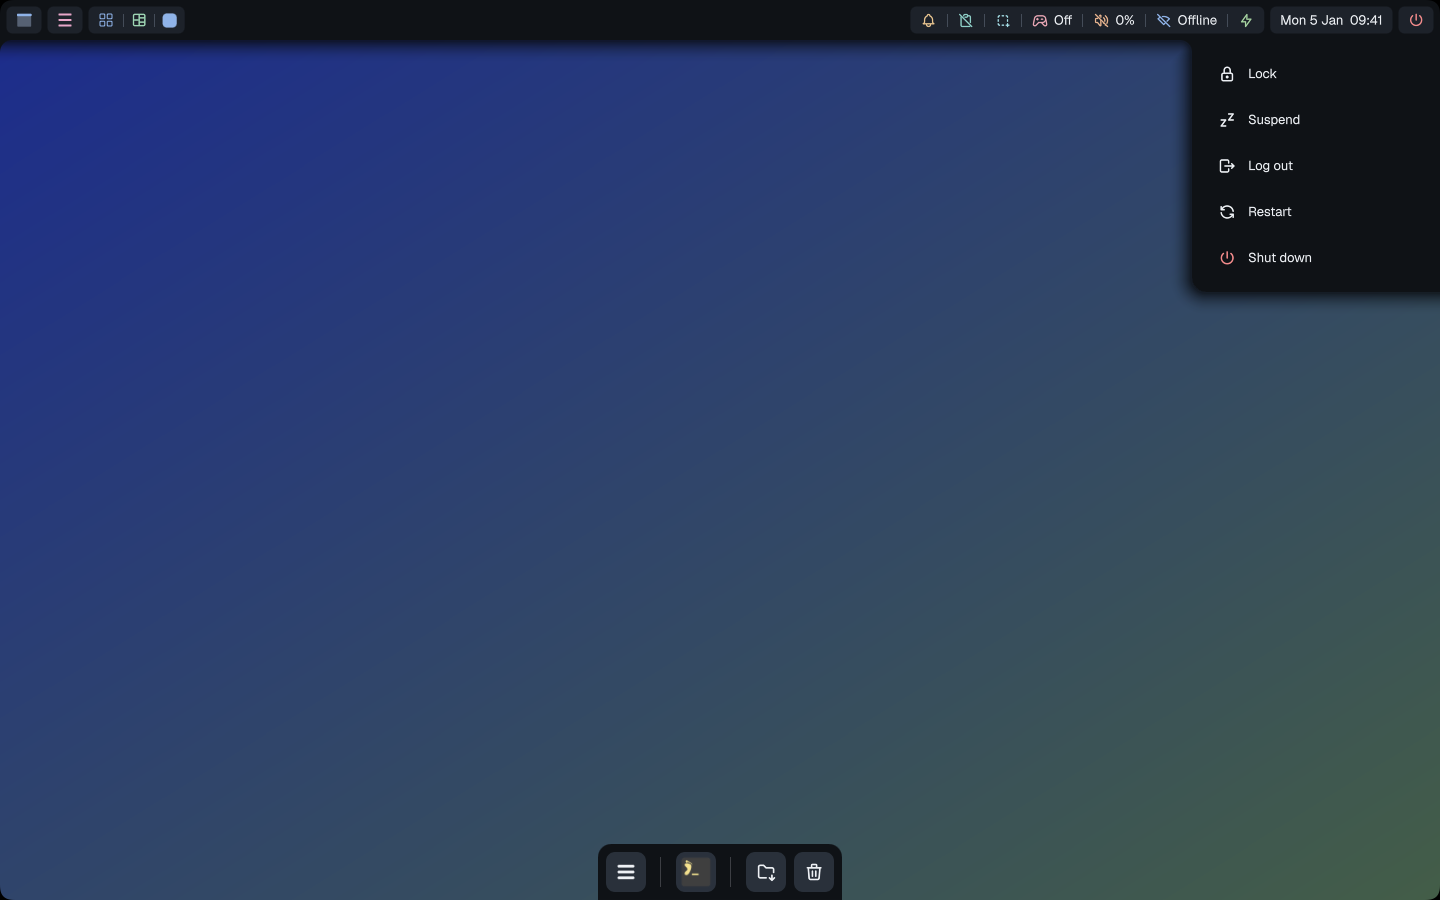 Off 0% Offline Mon 5 Jan 09:41
Lock
Suspend
Log out
Restart
Shut down